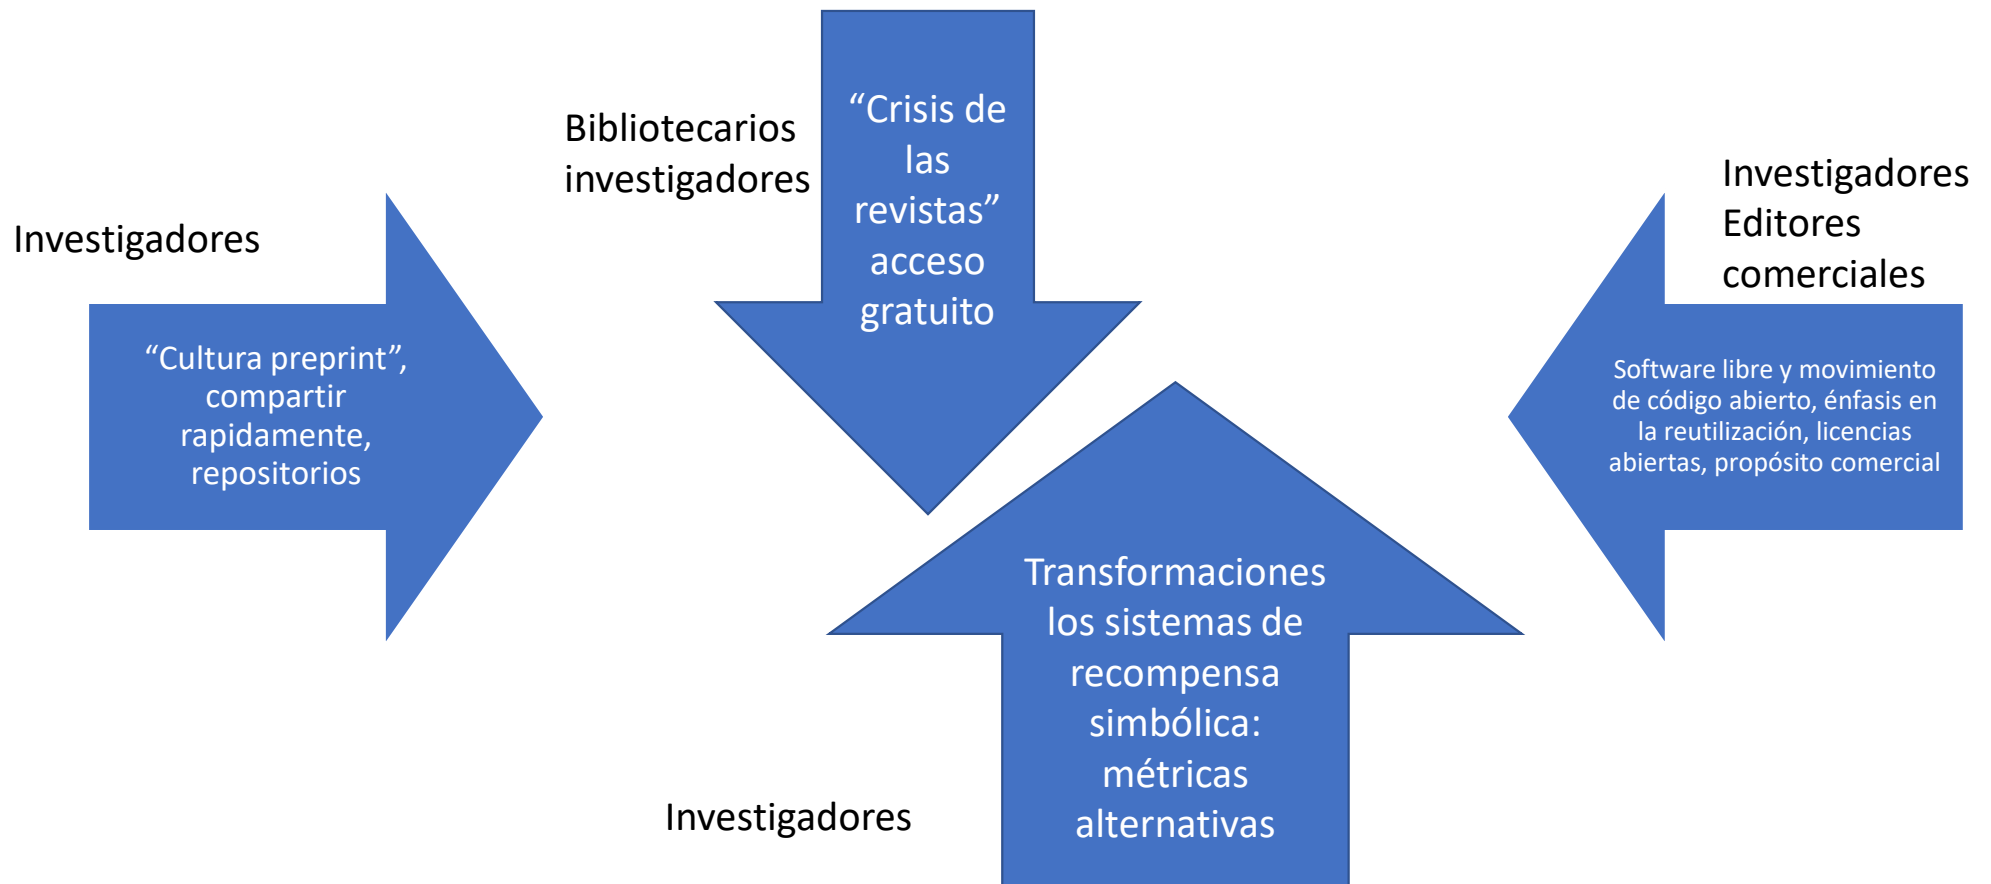 Investigadores
“Cultura preprint”,
compartir
rapidamente,
repositorios
Bibliotecarios
investigadores
“Crisis de
las
revistas”
acceso
gratuito
Investigadores
Editores
comerciales
Software libre y movimiento
de código abierto, énfasis en
la reutilización, licencias
abiertas, propósito comercial
Transformaciones
los sistemas de
recompensa
simbólica:
métricas
alternativas
Investigadores